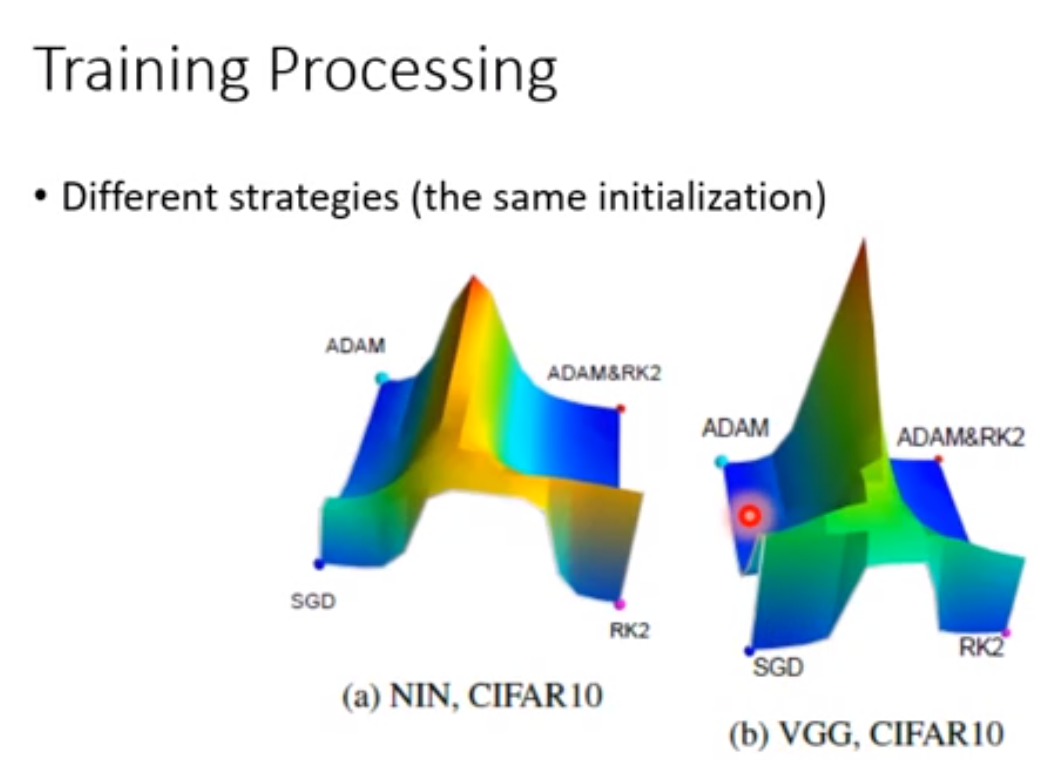 Training Processing
• Different strategies (the same initialization)
ADAM
ADAM&RK2
SGD
RK2
(a) NIN, CIFAR10
ADAM
ADAM&RK2
SGD
RK2
(b) VGG, CIFAR10